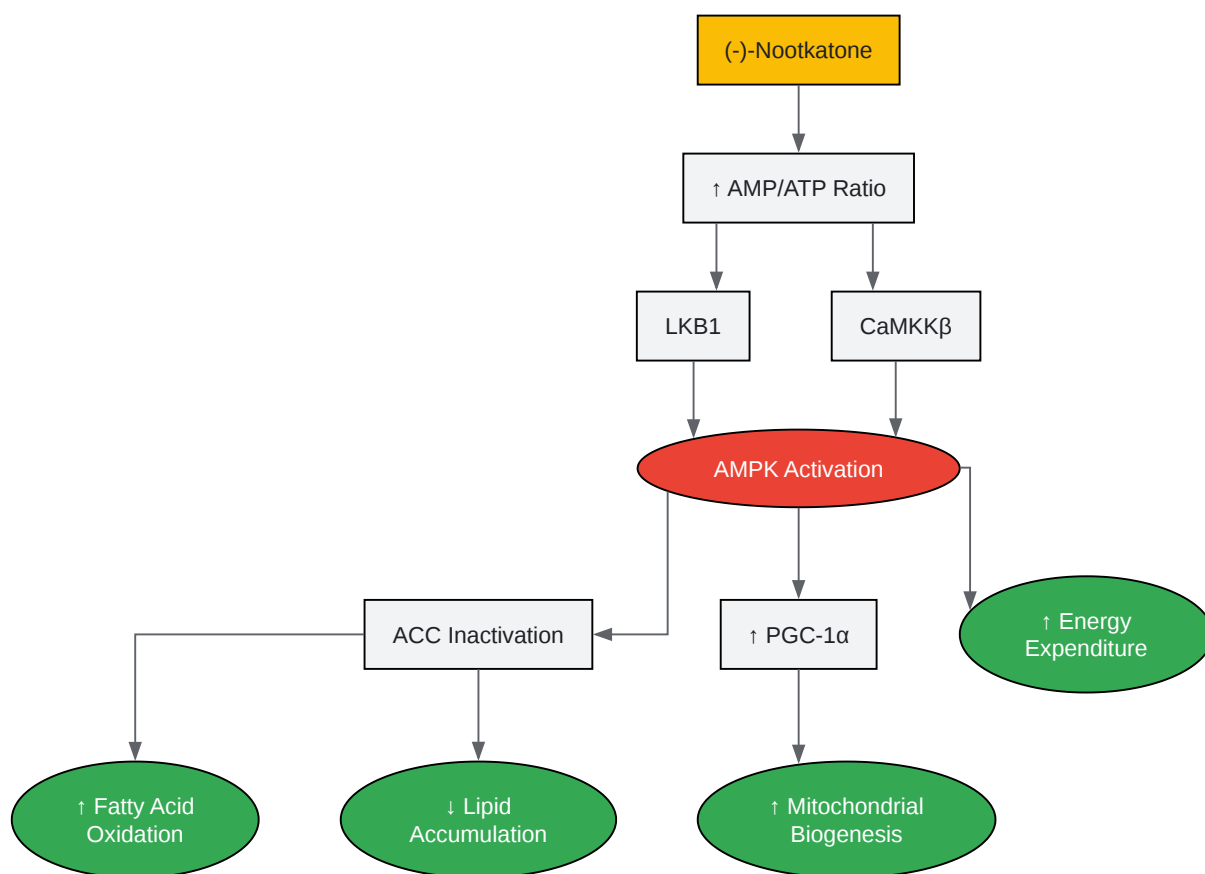 (-)-Nootkatone
↑ AMP/ATP Ratio
LKB1
CaMKKβ
AMPK Activation
ACC Inactivation
↑ PGC-1α
↑ Energy
Expenditure
↑ Fatty Acid
Oxidation
↓ Lipid
Accumulation
↑ Mitochondrial
Biogenesis